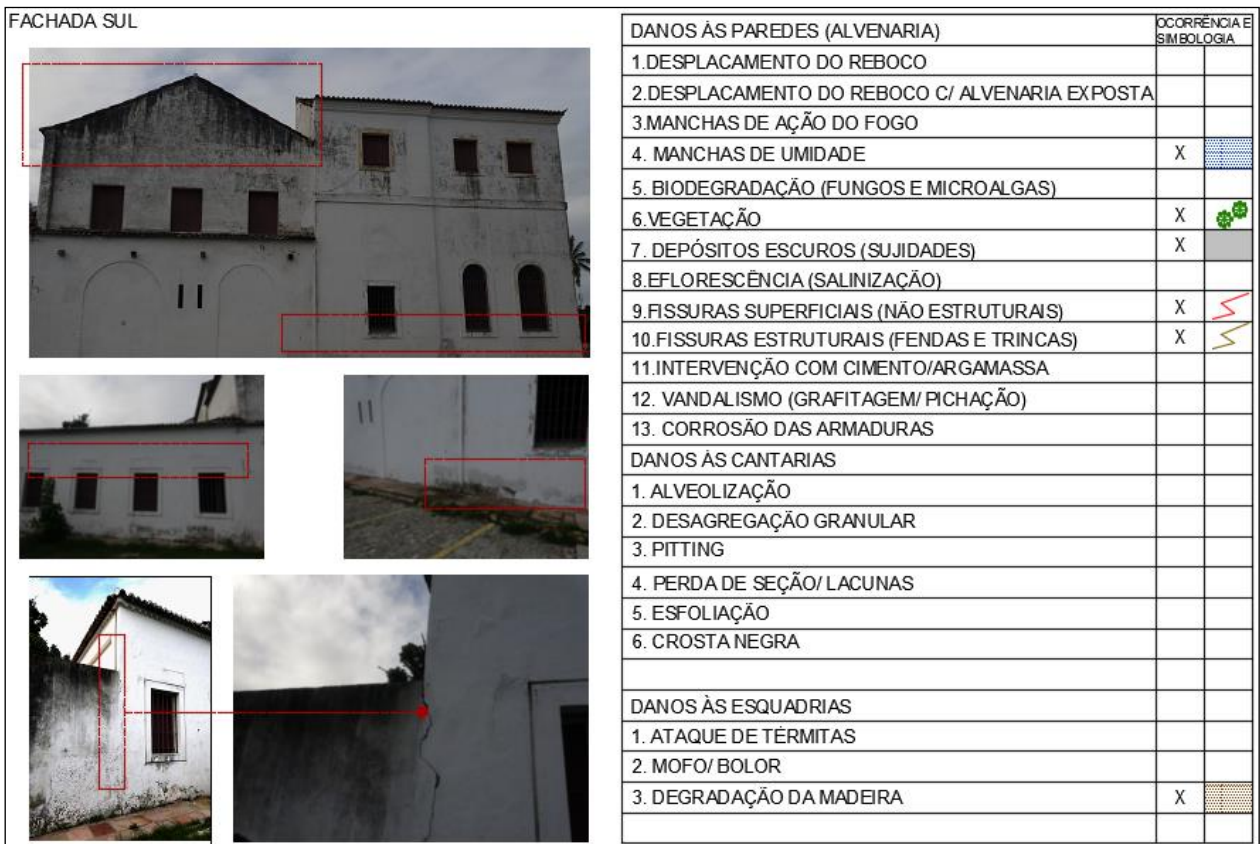 FACHADA SUL
DANOS ÀS PAREDES (ALVENARIA)
OCORRÊNCIA E
SIMBOLOGIA
1.DESPLACAMENTO DO REBOCO
2.DESPLACAMENTO DO REBOCO C/ ALVENARIA EXPOSTA
3.MANCHAS DE AÇÃO DO FOGO
4. MANCHAS DE UMIDADE X
5. BIODEGRADAÇÃO (FUNGOS E MICROALGAS)
6.VEGETAÇÃO X
7. DEPÓSITOS ESCUROS (SUJIDADES) X
8.EFLORESCÊNCIA (SALINIZAÇÃO)
9.FISSURAS SUPERFICIAIS (NÃO ESTRUTURAIS) X
10.FISSURAS ESTRUTURAIS (FENDAS E TRINCAS) X
11.INTERVENÇÃO COM CIMENTO/ARGAMASSA
12. VANDALISMO (GRAFITAGEM/ PICHAÇÃO)
13. CORROSÃO DAS ARMADURAS
DANOS ÀS CANTARIAS
1. ALVEOLIZAÇÃO
2. DESAGREGAÇÃO GRANULAR
3. PITTING
4. PERDA DE SEÇÃO/ LACUNAS
5. ESFOLIAÇÃO
6. CROSTA NEGRA
DANOS ÀS ESQUADRIAS
1. ATAQUE DE TÉRMITAS
2. MOFO/ BOLOR
3. DEGRADAÇÃO DA MADEIRA X